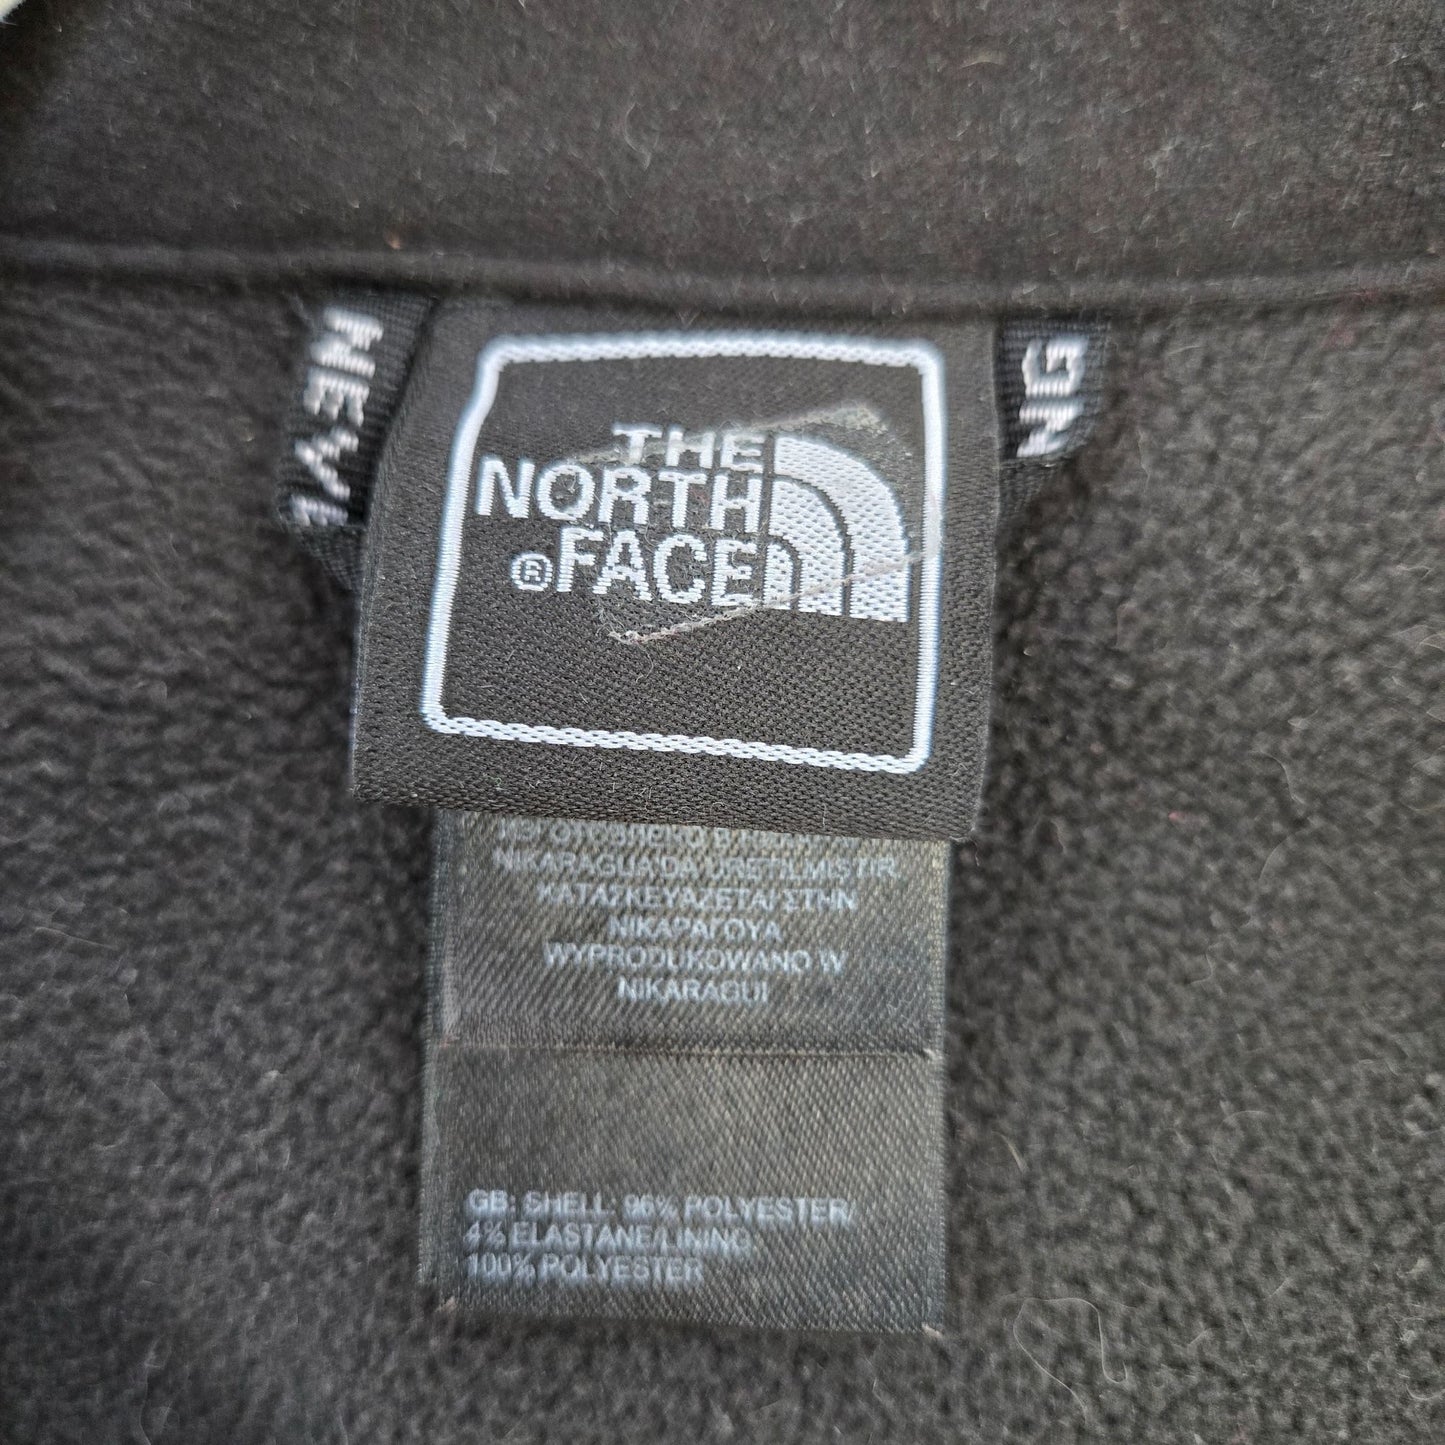 NEVE
NG
THE
NORTH
®FACE
NIKARAGUA'DA ÜRETİLMİŞTİR
ΚΑΤΑΣΚΕΥΑΖΕΤΑΙ ΣΤΗΝ
ΝΙΚΑΡΑΓΟΥΑ
WYPRODUKOWANO W
NIKARAGUI
GB: SHELL: 96% POLYESTER/
4% ELASTANE/LINING:
100% POLYESTER